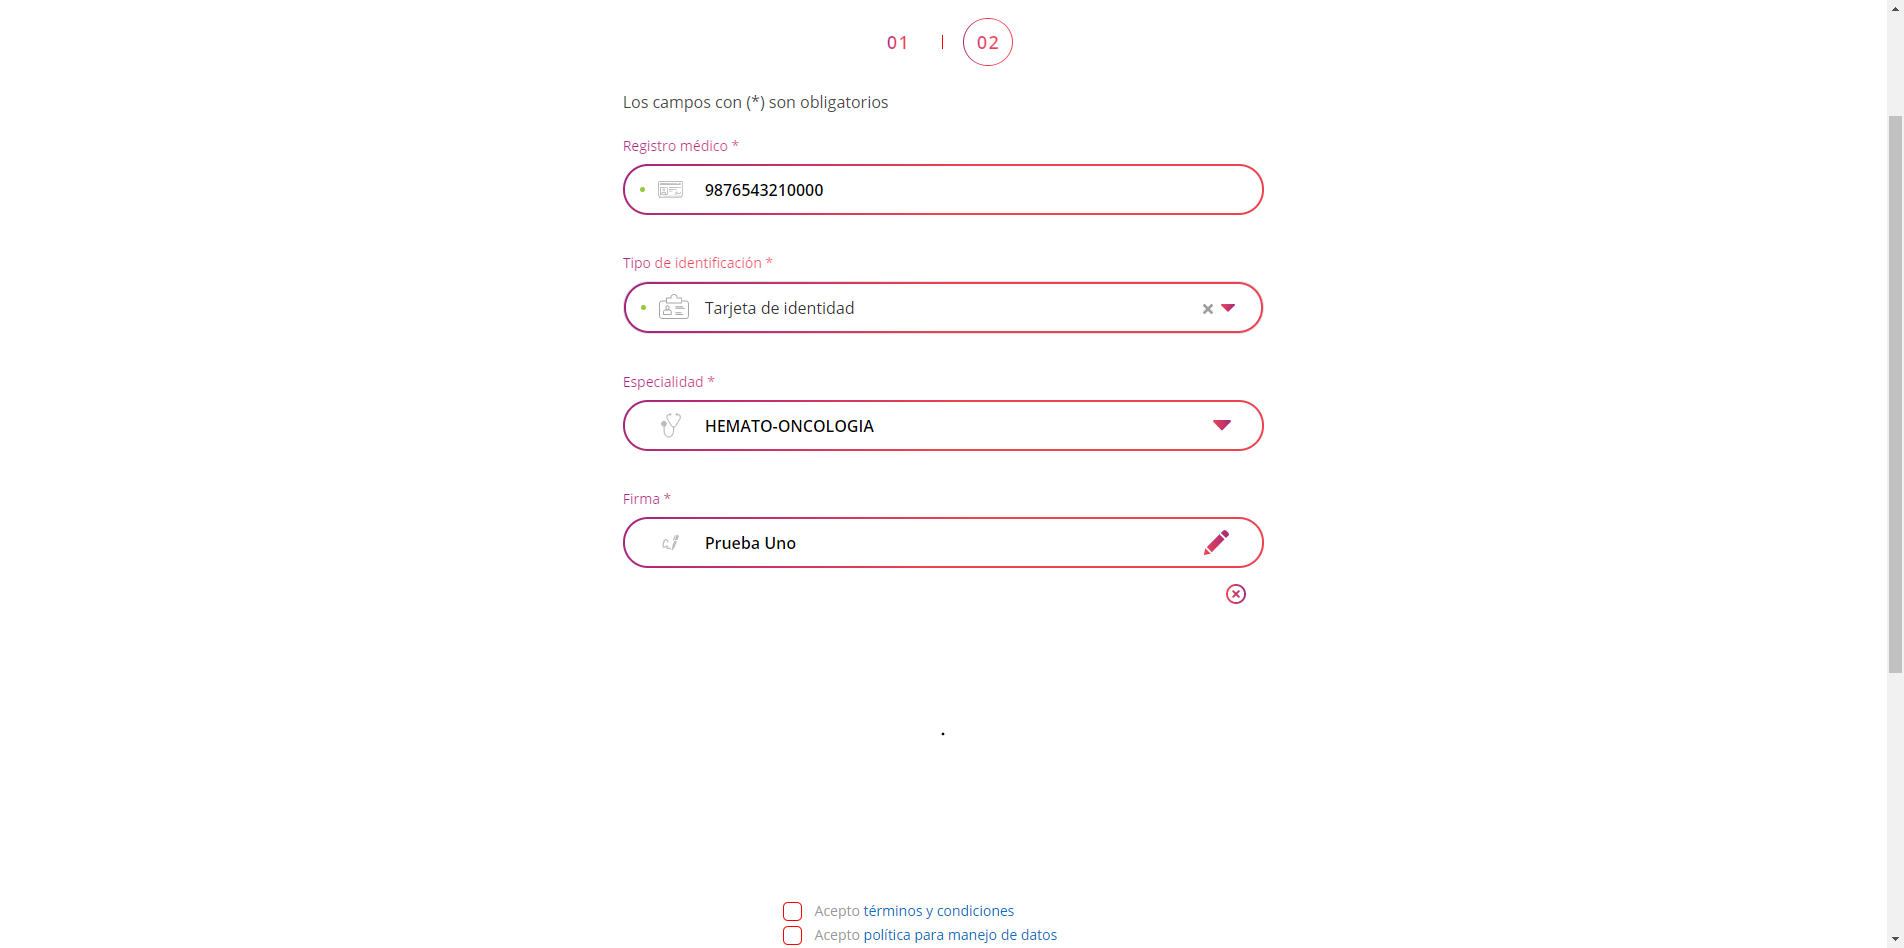 01 | 02
Los campos con (*) son obligatorios
Registro médico *
9876543210000
Tipo de identificación *
Tarjeta de identidad
Especialidad *
HEMATO-ONCOLOGIA
Firma *
Prueba Uno
.
Acepto términos y condiciones
Acepto política para manejo de datos